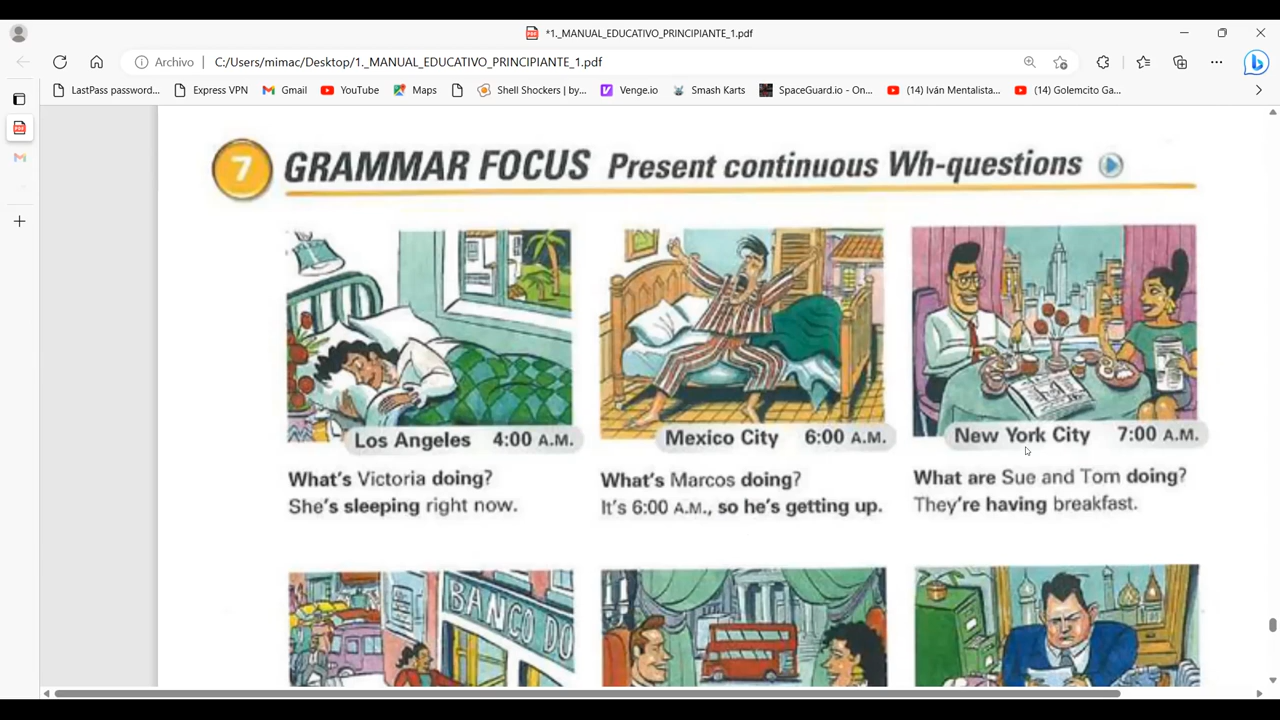 *1._MANUAL_EDUCATIVO_PRINCIPIANTE_1.pdf
Archivo C:/Users/mimac/Desktop/1._MANUAL_EDUCATIVO_PRINCIPIANTE_1.pdf
LastPass password... Express VPN Gmail YouTube Maps Shell Shockers | by... Venge.io Smash Karts SpaceGuard.io - On... (14) Iván Mentalista... (14) Golemcito Ga...
7 GRAMMAR FOCUS Present continuous Wh-questions
Los Angeles 4:00 A.M.
What's Victoria doing?
She's sleeping right now.
Mexico City 6:00 A.M.
What's Marcos doing?
It's 6:00 A.M., so he's getting up.
New York City 7:00 A.M.
What are Sue and Tom doing?
They're having breakfast.
BANCO DO